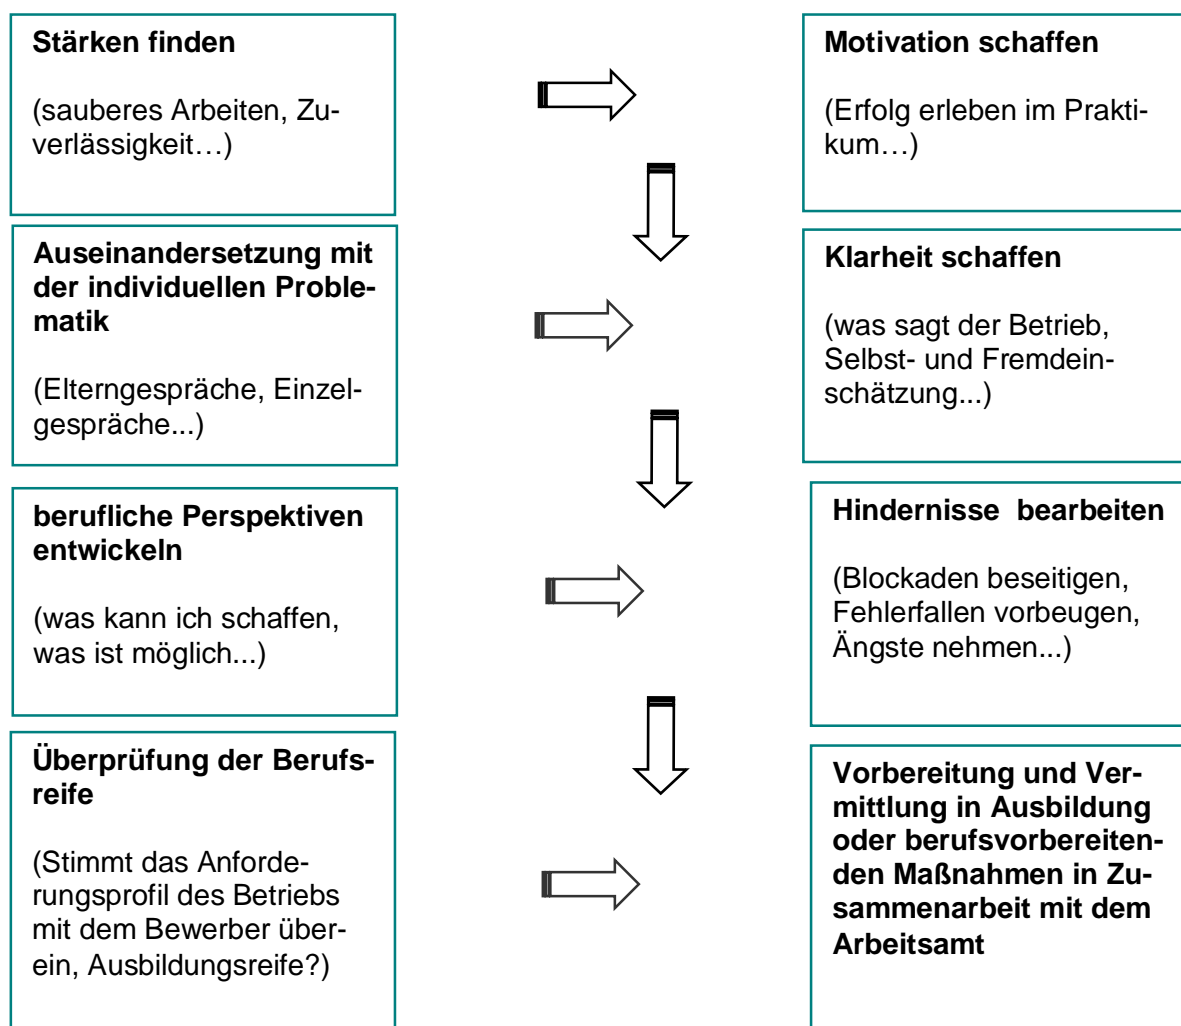 Stärken finden
(sauberes Arbeiten, Zu-
verlässigkeit…)
Motivation schaffen
(Erfolg erleben im Prakti-
kum…)
Auseinandersetzung mit
der individuellen Proble-
matik
(Elterngespräche, Einzel-
gespräche...)
Klarheit schaffen
(was sagt der Betrieb,
Selbst- und Fremdein-
schätzung...)
berufliche Perspektiven
entwickeln
(was kann ich schaffen,
was ist möglich...)
Hindernisse  bearbeiten
(Blockaden beseitigen,
Fehlerfallen vorbeugen,
Ängste nehmen...)
Überprüfung der Berufs-
reife
(Stimmt das Anforde-
rungsprofil des Betriebs
mit dem Bewerber über-
ein, Ausbildungsreife?)
Vorbereitung und Ver-
mittlung in Ausbildung
oder berufsvorbereiten-
den Maßnahmen in Zu-
sammenarbeit mit dem
Arbeitsamt